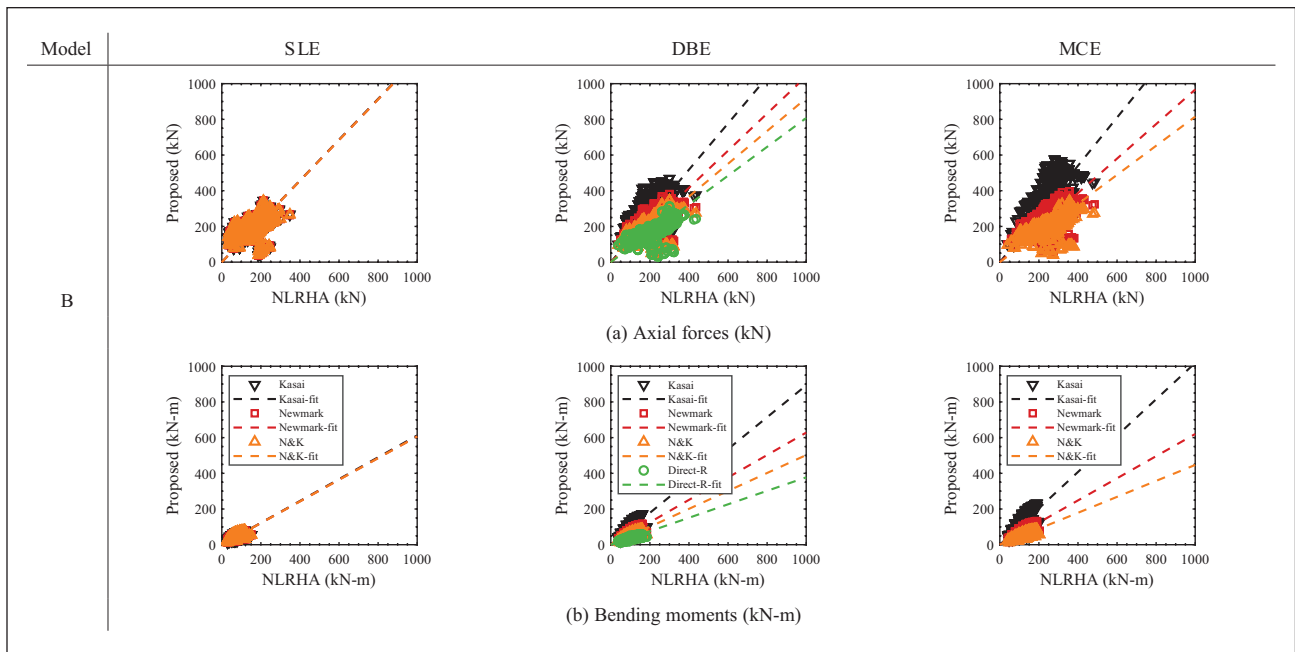 Model SLE DBE MCE
B
1000
800
600
400
200
0
Proposed (kN)
0 200 400 600 800 1000
NLRHA (kN)
1000
800
600
400
200
0
Proposed (kN)
0 200 400 600 800 1000
NLRHA (kN)
1000
800
600
400
200
0
Proposed (kN)
0 200 400 600 800 1000
NLRHA (kN)
(a) Axial forces (kN)
1000
800
600
400
200
0
Proposed (kN-m)
Kasai
Kasai-fit
Newmark
Newmark-fit
N&K
N&K-fit
0 200 400 600 800 1000
NLRHA (kN-m)
1000
800
600
400
200
0
Proposed (kN-m)
Kasai
Kasai-fit
Newmark
Newmark-fit
N&K
N&K-fit
Direct-R
Direct-R-fit
0 200 400 600 800 1000
NLRHA (kN-m)
1000
800
600
400
200
0
Proposed (kN-m)
Kasai
Kasai-fit
Newmark
Newmark-fit
N&K
N&K-fit
0 200 400 600 800 1000
NLRHA (kN-m)
(b) Bending moments (kN-m)